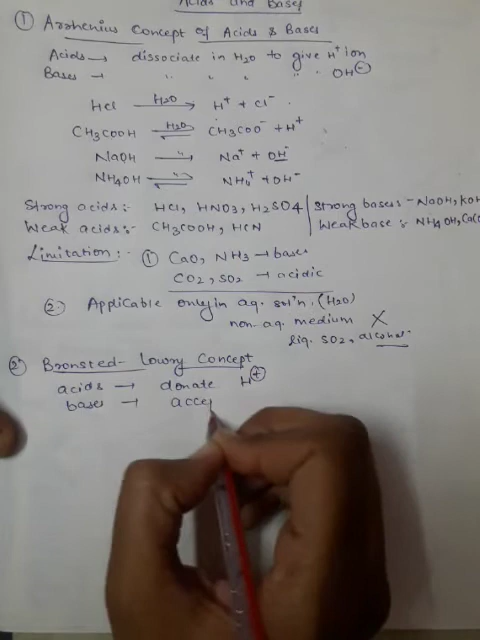 Acids and Bases
① Arrhenius Concept of Acids & Bases
Acids → dissociate in H2O to give H+ ion
Bases → " " " " " OH⊖
HCl —H2O→ H+ + Cl-
CH3COOH ⇌H2O CH3COO- + H+
NaOH —"→ Na+ + OH-
NH4OH ⇌" NH4+ + OH-
Strong acids:- HCl, HNO3, H2SO4 | Strong bases:- NaOH, KOH
Weak acids:- CH3COOH, HCN | Weak base:- NH4OH, Ca(O
Limitation:- ① CaO, NH3 → bases
CO2, SO2 → acidic
②. Applicable only in aq. sol'n. (H2O)
non. aq. medium X
liq. SO2, alcohol
② Bronsted-Lowry Concept
acids → donate H⊕
bases → acce